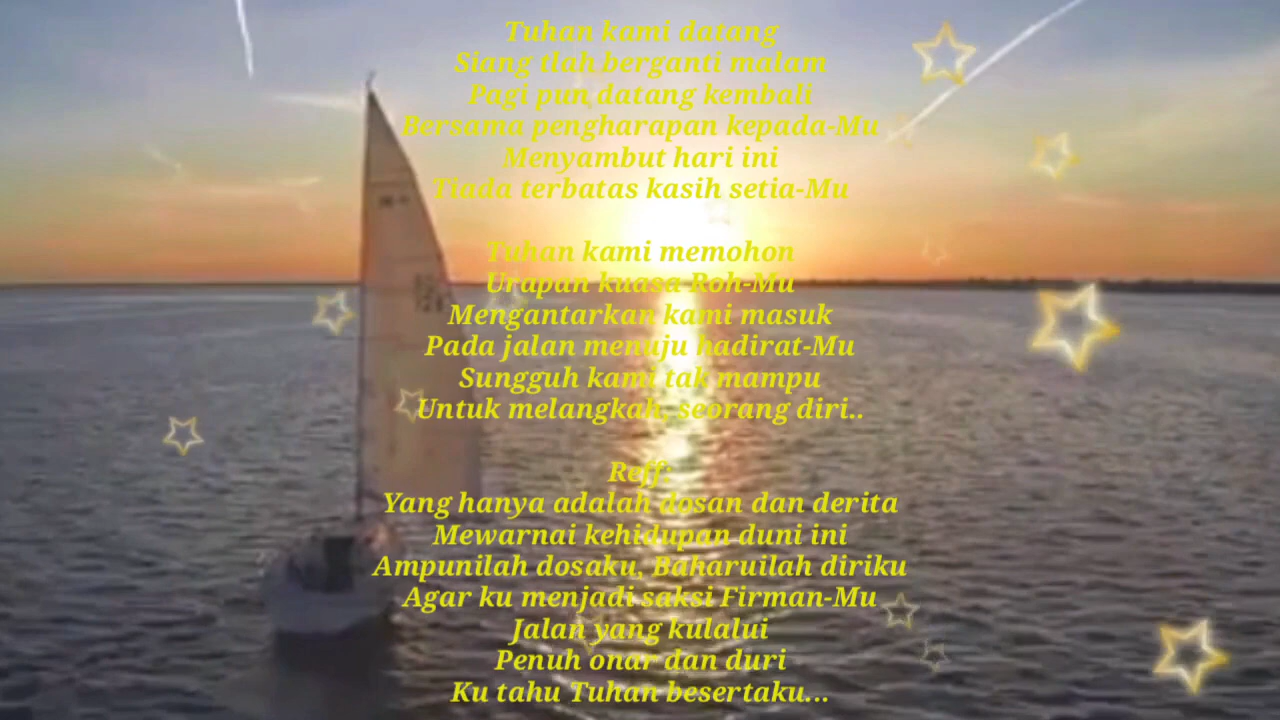 Tuhan kami datang
Siang tlah berganti malam
Pagi pun datang kembali
Bersama pengharapan kepada-Mu
Menyambut hari ini
Tiada terbatas kasih setia-Mu
Tuhan kami memohon
Urapan kuasa Roh-Mu
Mengantarkan kami masuk
Pada jalan menuju hadirat-Mu
Sungguh kami tak mampu
Untuk melangkah, seorang diri..
Reff:
Yang hanya adalah dosan dan derita
Mewarnai kehidupan duni ini
Ampunilah dosaku, Baharuilah diriku
Agar ku menjadi saksi Firman-Mu
Jalan yang kulalui
Penuh onar dan duri
Ku tahu Tuhan besertaku...